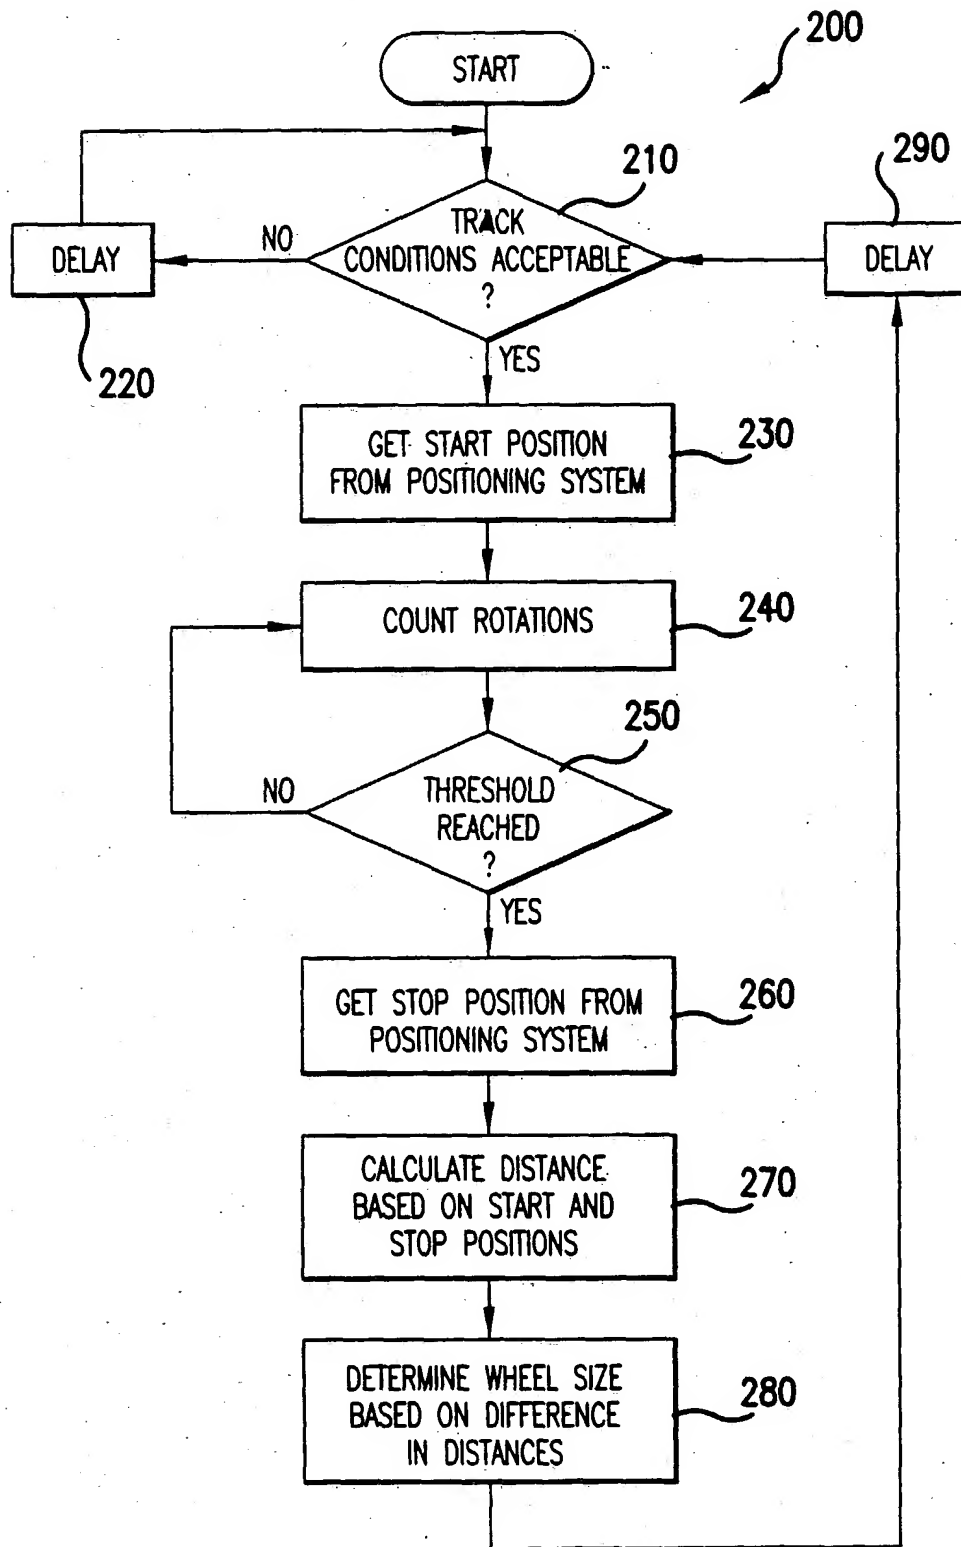 200
START
210
290
TRACK
CONDITIONS ACCEPTABLE
?
NO
DELAY
DELAY
220
YES
GET START POSITION
FROM POSITIONING SYSTEM
230
COUNT ROTATIONS
240
250
THRESHOLD
REACHED
?
NO
YES
GET STOP POSITION FROM
POSITIONING SYSTEM
260
CALCULATE DISTANCE
BASED ON START AND
STOP POSITIONS
270
DETERMINE WHEEL SIZE
BASED ON DIFFERENCE
IN DISTANCES
280